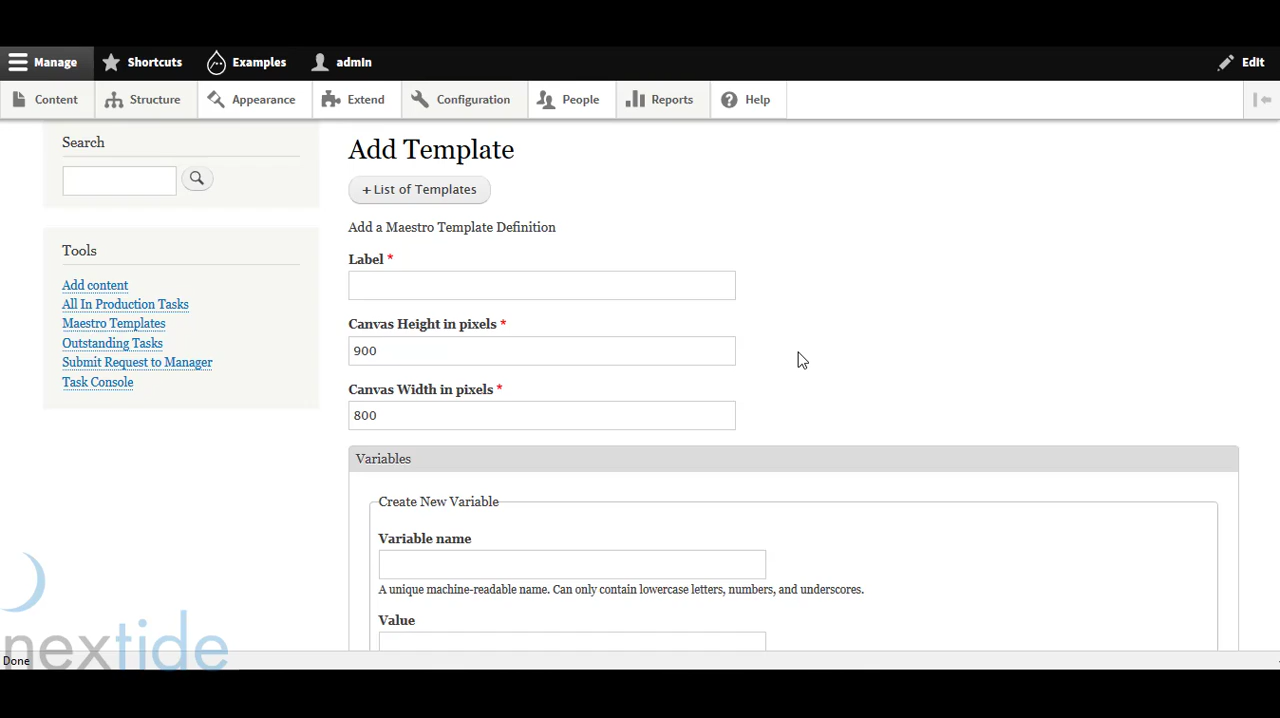 Manage Shortcuts Examples admin Edit
Content Structure Appearance Extend Configuration People Reports Help
Search
Tools
Add content
All In Production Tasks
Maestro Templates
Outstanding Tasks
Submit Request to Manager
Task Console
Add Template
+ List of Templates
Add a Maestro Template Definition
Label *
Canvas Height in pixels *
900
Canvas Width in pixels *
800
Variables
Create New Variable
Variable name
A unique machine-readable name. Can only contain lowercase letters, numbers, and underscores.
Value
nextide
Done